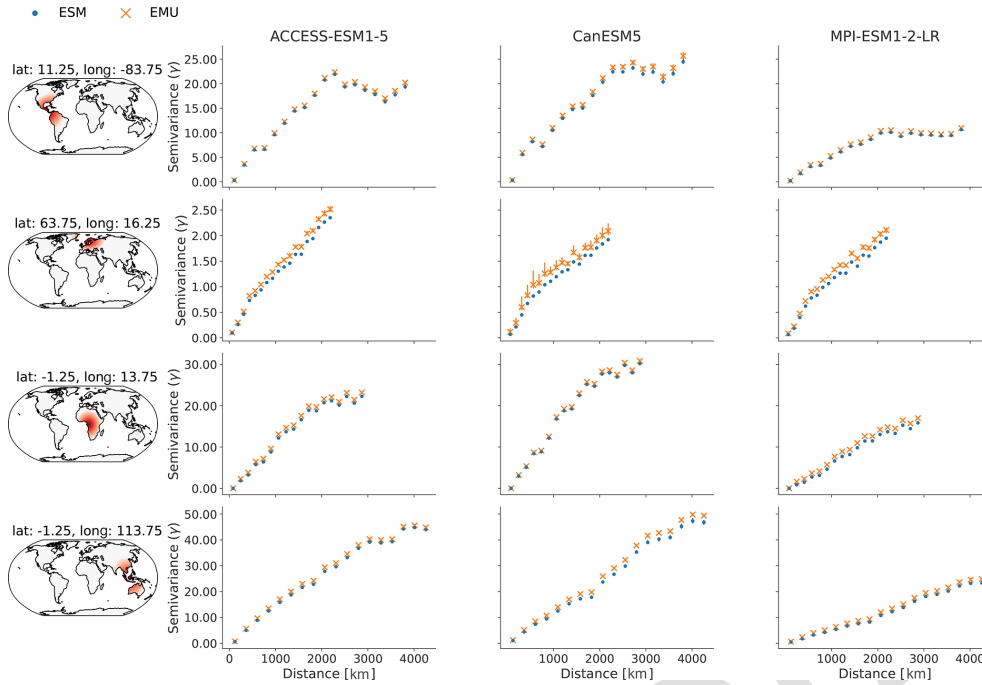 ESM EMU
ACCESS-ESM1-5 CanESM5 MPI-ESM1-2-LR
lat: 11.25, long: -83.75
Semivariance (γ)
25.00
20.00
15.00
10.00
5.00
0.00
lat: 63.75, long: 16.25
Semivariance (γ)
2.50
2.00
1.50
1.00
0.50
0.00
lat: -1.25, long: 13.75
Semivariance (γ)
30.00
20.00
10.00
0.00
lat: -1.25, long: 113.75
Semivariance (γ)
50.00
40.00
30.00
20.00
10.00
0.00
0 1000 2000 3000 4000 1000 2000 3000 4000 1000 2000 3000 4000
Distance [km] Distance [km] Distance [km]